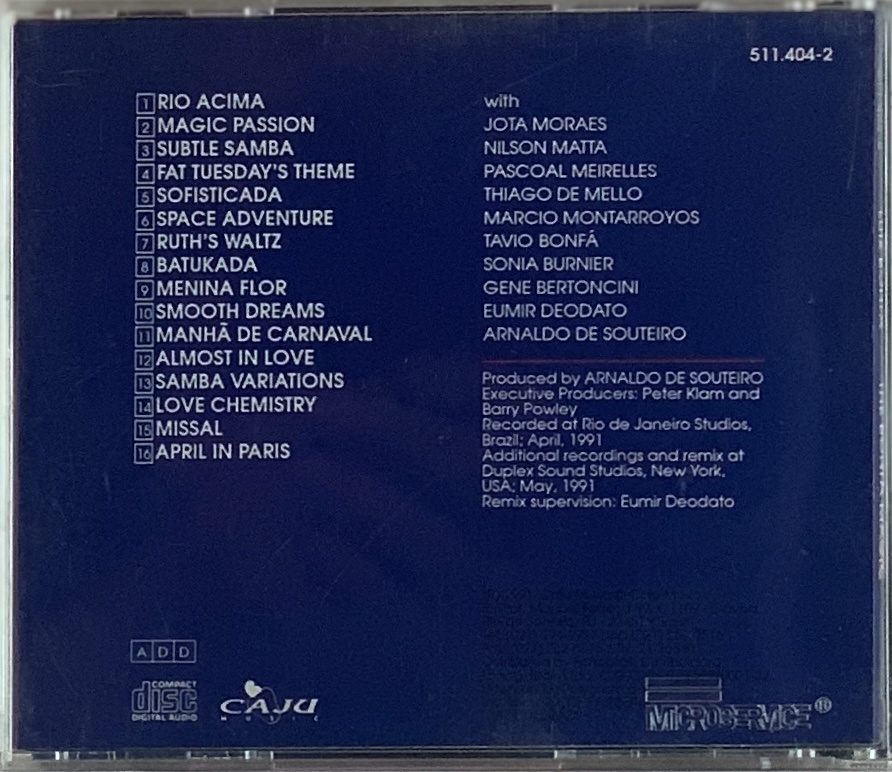 511.404-2
1 RIO ACIMA
2 MAGIC PASSION
3 SUBTLE SAMBA
4 FAT TUESDAY'S THEME
5 SOFISTICADA
6 SPACE ADVENTURE
7 RUTH'S WALTZ
8 BATUKADA
9 MENINA FLOR
10 SMOOTH DREAMS
11 MANHÃ DE CARNAVAL
12 ALMOST IN LOVE
13 SAMBA VARIATIONS
14 LOVE CHEMISTRY
15 MISSAL
16 APRIL IN PARIS
with
JOTA MORAES
NILSON MATTA
PASCOAL MEIRELLES
THIAGO DE MELLO
MARCIO MONTARROYOS
TAVIO BONFÁ
SONIA BURNIER
GENE BERTONCINI
EUMIR DEODATO
ARNALDO DE SOUTEIRO
Produced by ARNALDO DE SOUTEIRO
Executive Producers: Peter Klam and
Barry Powley
Recorded at Rio de Janeiro Studios,
Brazil; April, 1991
Additional recordings and remix at
Duplex Sound Studios, New York,
USA; May, 1991
Remix supervision: Eumir Deodato
ADD
COMPACT
disc
DIGITAL AUDIO
CAJU
MUSIC
MICROSERVICE®